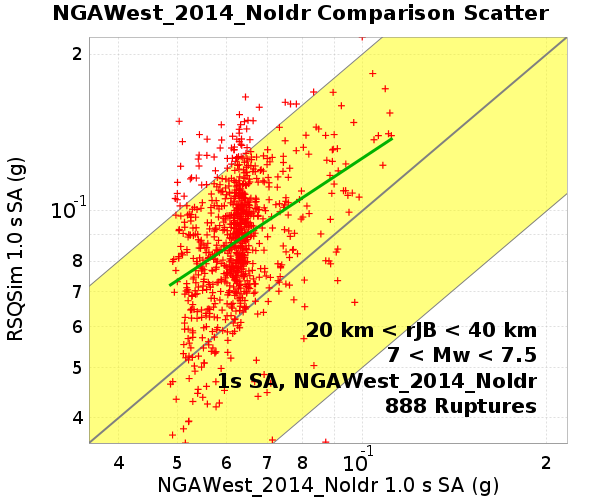 NGAWest_2014_NoIdr Comparison Scatter
RSQSim 1.0 s SA (g)
2
10^-1
8
7
6
5
4
20 km < rJB < 40 km
7 < Mw < 7.5
1s SA, NGAWest_2014_NoIdr
888 Ruptures
4 5 6 7 8 10^-1 2
NGAWest_2014_NoIdr 1.0 s SA (g)